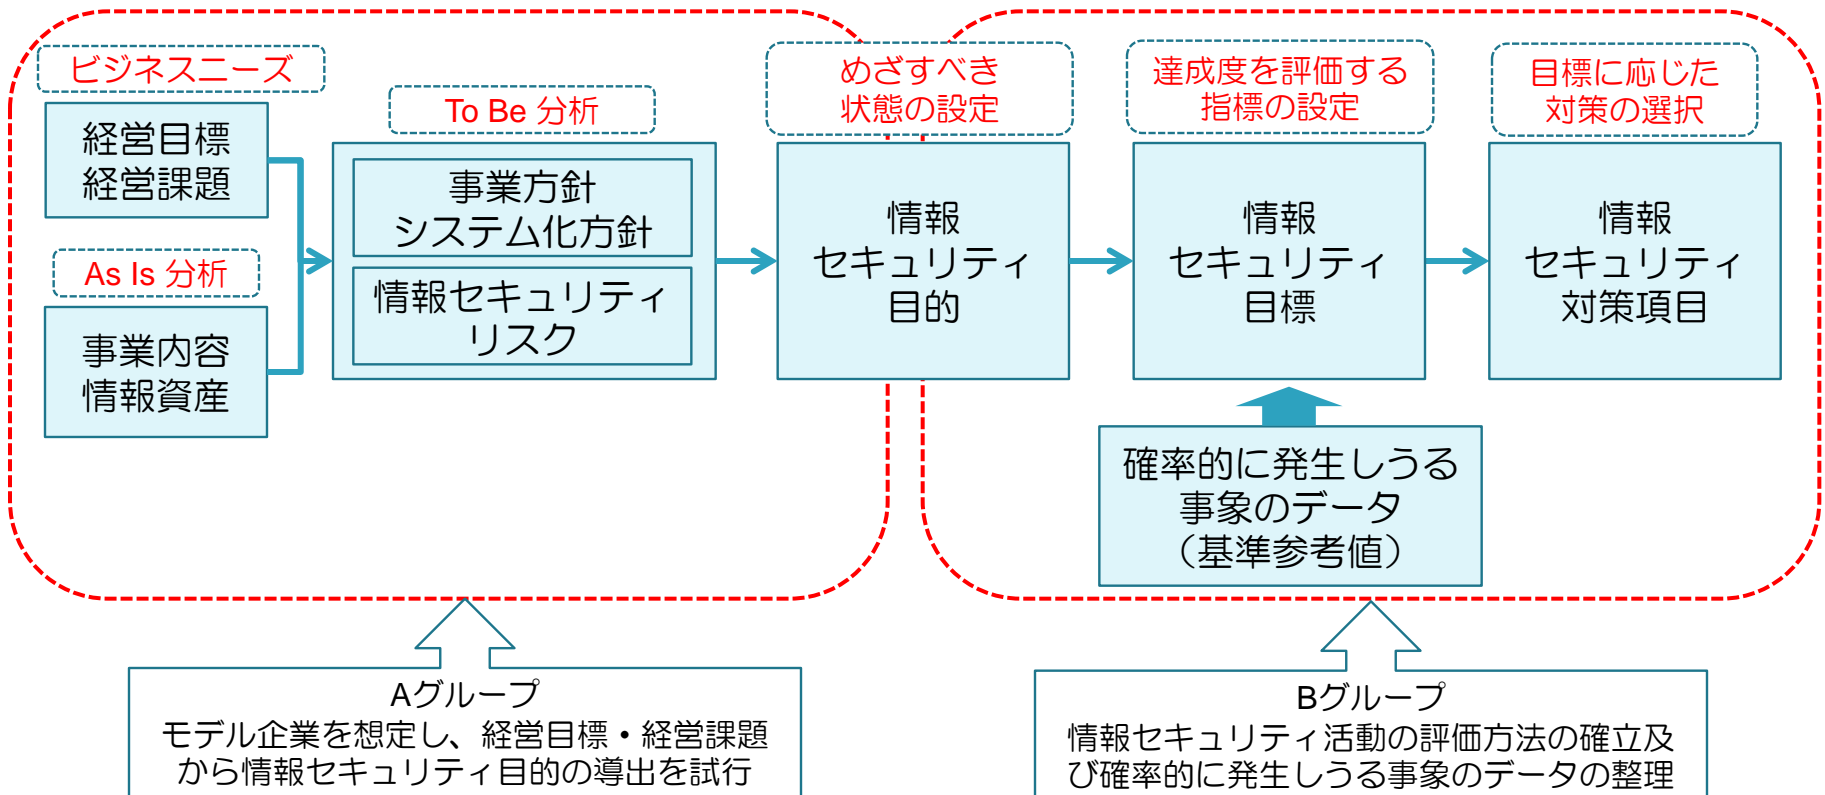 ビジネスニーズ
経営目標
経営課題
As Is 分析
事業内容
情報資産
To Be 分析
事業方針
システム化方針
情報セキュリティ
リスク
めざすべき
状態の設定
情報
セキュリティ
目的
達成度を評価する
指標の設定
情報
セキュリティ
目標
目標に応じた
対策の選択
情報
セキュリティ
対策項目
確率的に発生しうる
事象のデータ
（基準参考値）
Aグループ
モデル企業を想定し、経営目標・経営課題
から情報セキュリティ目的の導出を試行
Bグループ
情報セキュリティ活動の評価方法の確立及
び確率的に発生しうる事象のデータの整理